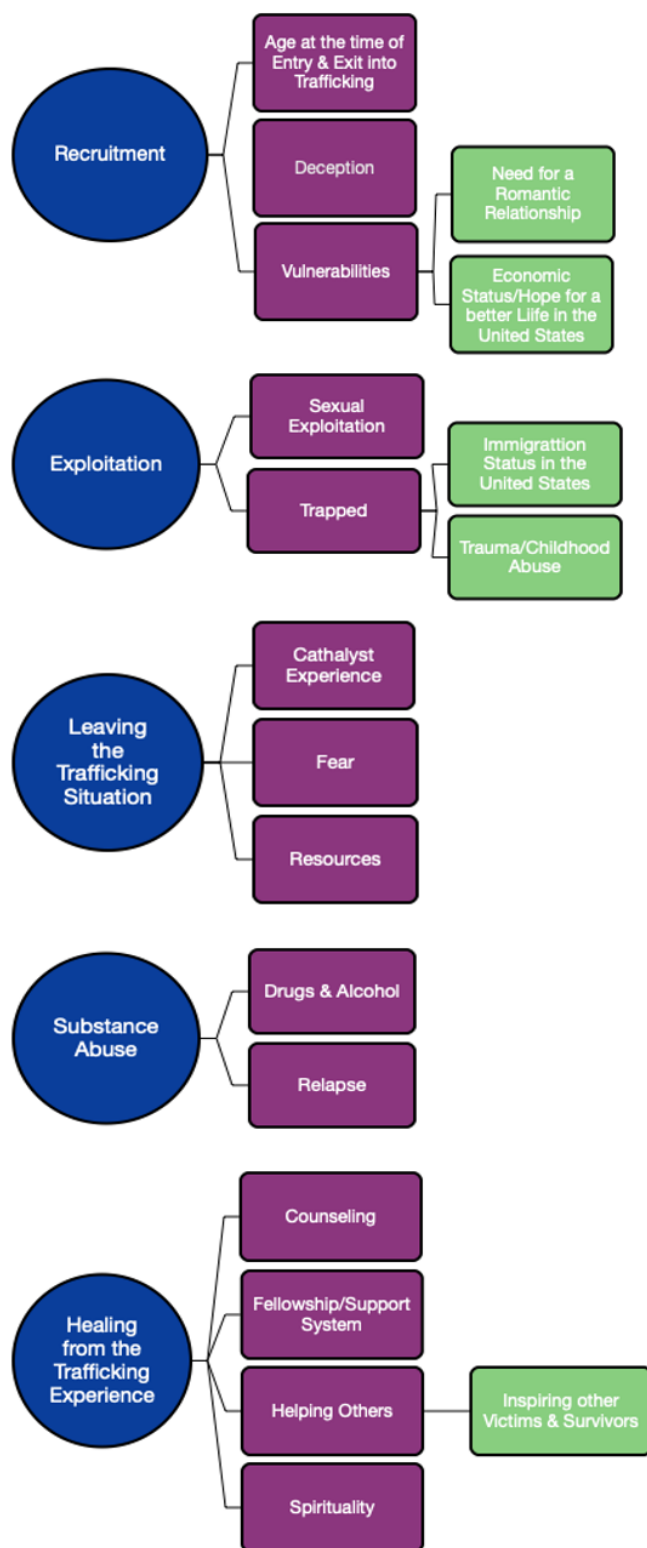 Age at the time of
Entry & Exit into
Trafficking
Recruitment
Deception
Vulnerabilities
Need for a
Romantic
Relationship
Economic
Status/Hope for a
better Liife in the
United States
Exploitation
Sexual
Exploitation
Trapped
Immigrattion
Status in the
United States
Trauma/Childhood
Abuse
Leaving
the
Trafficking
Situation
Cathalyst
Experience
Fear
Resources
Substance
Abuse
Drugs & Alcohol
Relapse
Healing
from the
Trafficking
Experience
Counseling
Fellowship/Support
System
Helping Others
Inspiring other
Victims & Survivors
Spirituality